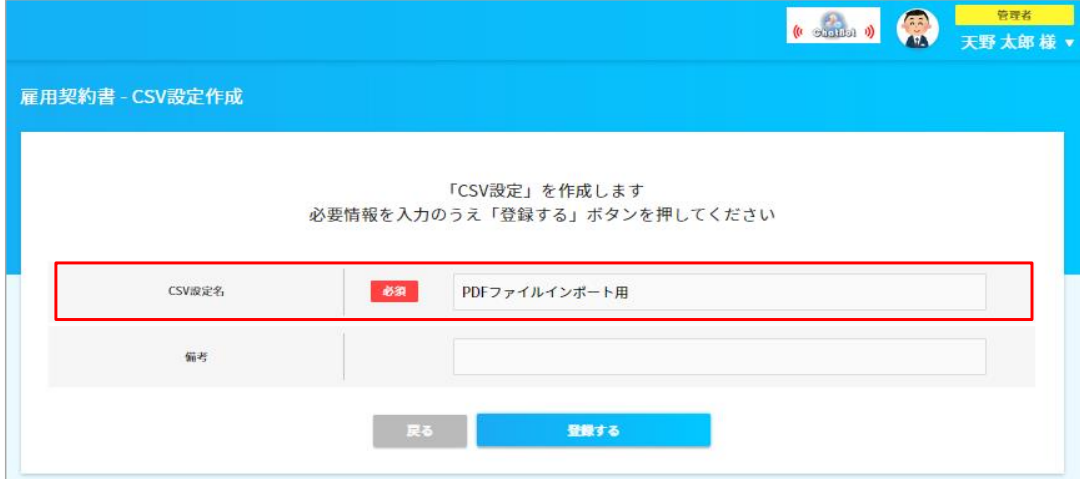 ChatBot
管理者
天野 太郎 様 ▼
雇用契約書 - CSV設定作成
「CSV設定」を作成します
必要情報を入力のうえ「登録する」ボタンを押してください
CSV設定名 必須 PDFファイルインポート用
備考
戻る 登録する